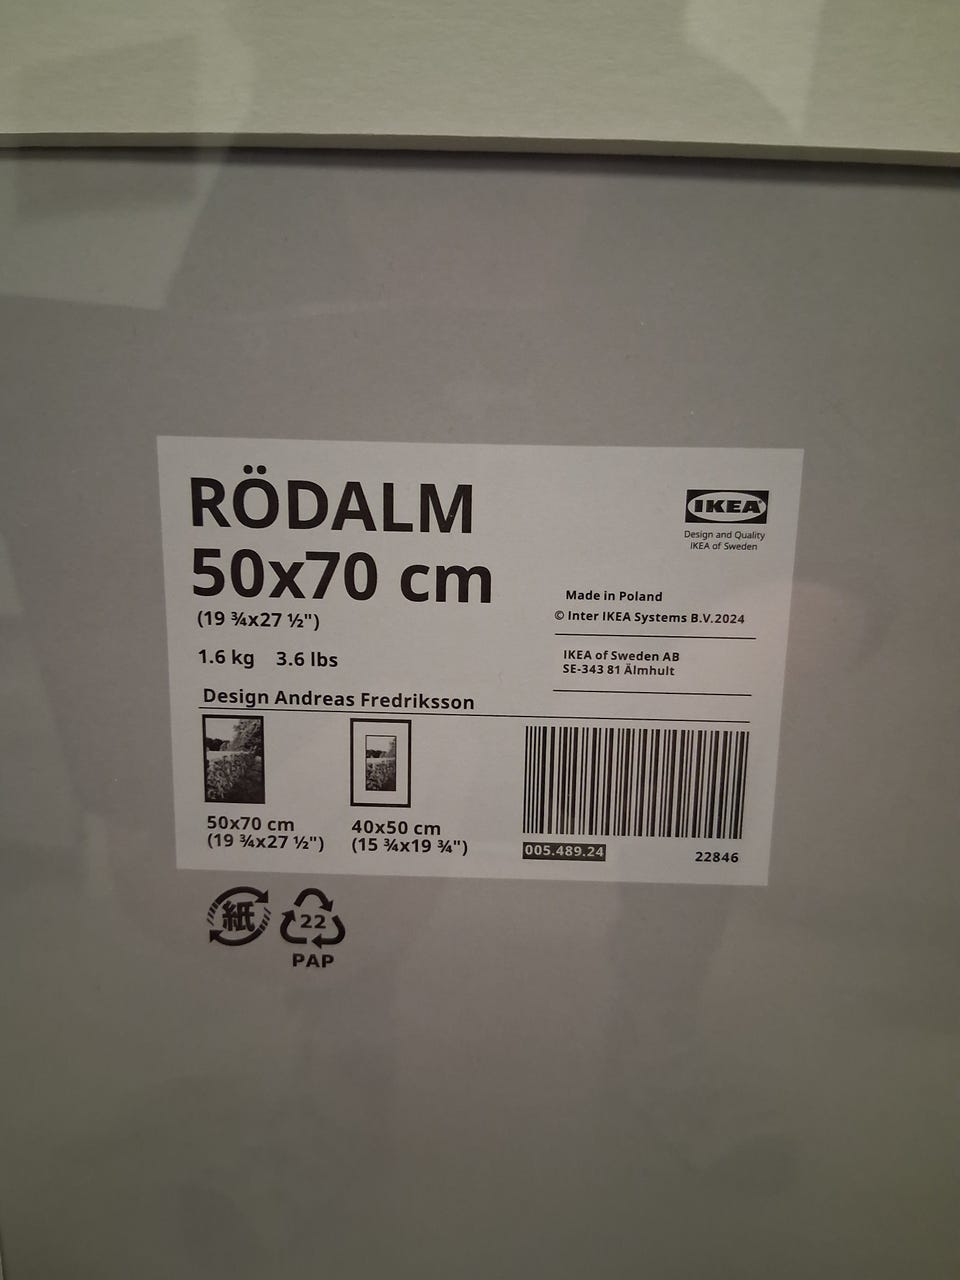 RÖDALM
50x70 cm
(19 ¾x27 ½")
1.6 kg 3.6 lbs
Design Andreas Fredriksson
IKEA®
Design and Quality
IKEA of Sweden
Made in Poland
© Inter IKEA Systems B.V.2024
IKEA of Sweden AB
SE-343 81 Älmhult
50x70 cm
(19 ¾x27 ½")
40x50 cm
(15 ¾x19 ¾")
005.489.24
22846
紙
22
PAP